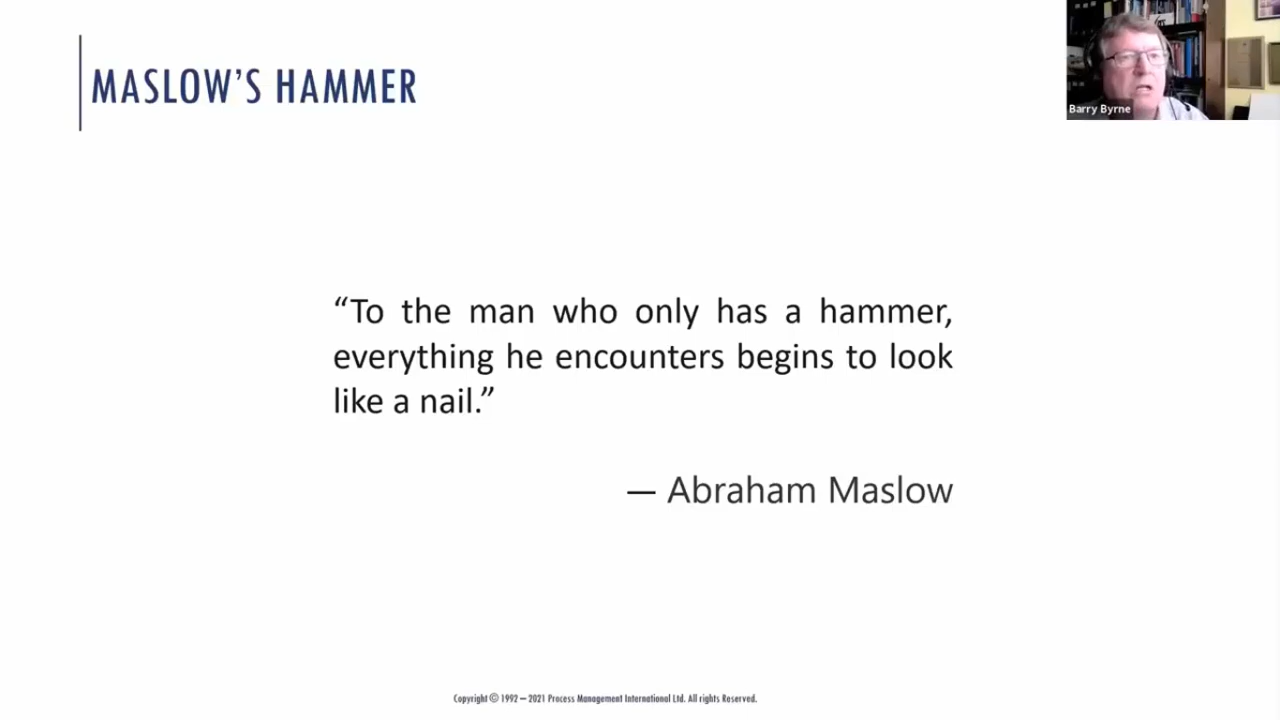 MASLOW’S HAMMER
Barry Byrne
“To the man who only has a hammer,
everything he encounters begins to look
like a nail.”
— Abraham Maslow
Copyright © 1992 – 2021 Process Management International Ltd. All rights Reserved.